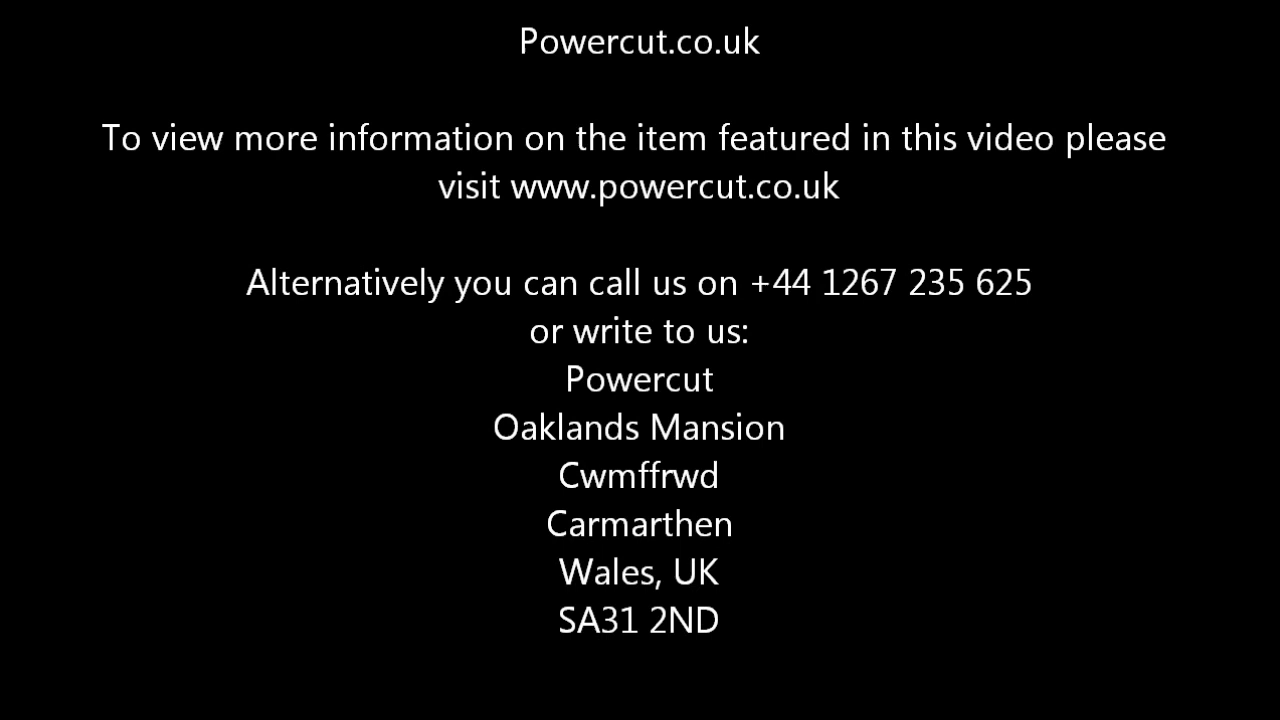 Powercut.co.uk
To view more information on the item featured in this video please
visit www.powercut.co.uk
Alternatively you can call us on +44 1267 235 625
or write to us:
Powercut
Oaklands Mansion
Cwmffrwd
Carmarthen
Wales, UK
SA31 2ND